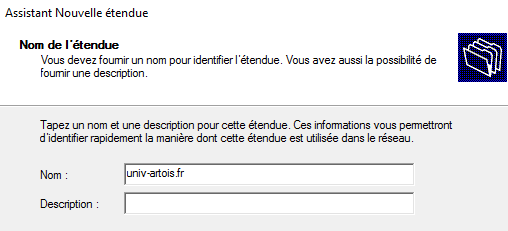 Assistant Nouvelle étendue
Nom de l'étendue
Vous devez fournir un nom pour identifier l'étendue. Vous avez aussi la possibilité de
fournir une description.
Tapez un nom et une description pour cette étendue. Ces informations vous permettront
d'identifier rapidement la manière dont cette étendue est utilisée dans le réseau.
Nom : univ-artois.fr
Description :